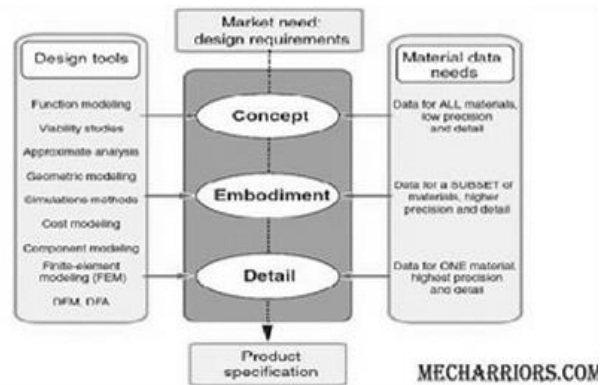 Market need:
design requirements
Design tools
Function modeling
Viability studies
Approximate analysis
Geometric modeling
Simulations methods
Cost modeling
Component modeling
Finite-element
modeling (FEM)
DFM, DFA
Concept
Embodiment
Detail
Material data
needs
Data for ALL materials,
low precision
and detail
Data for a SUBSET of
materials, higher
precision and detail
Data for ONE material,
highest precision
and detail
Product
specification
MECHARRIORS.COM